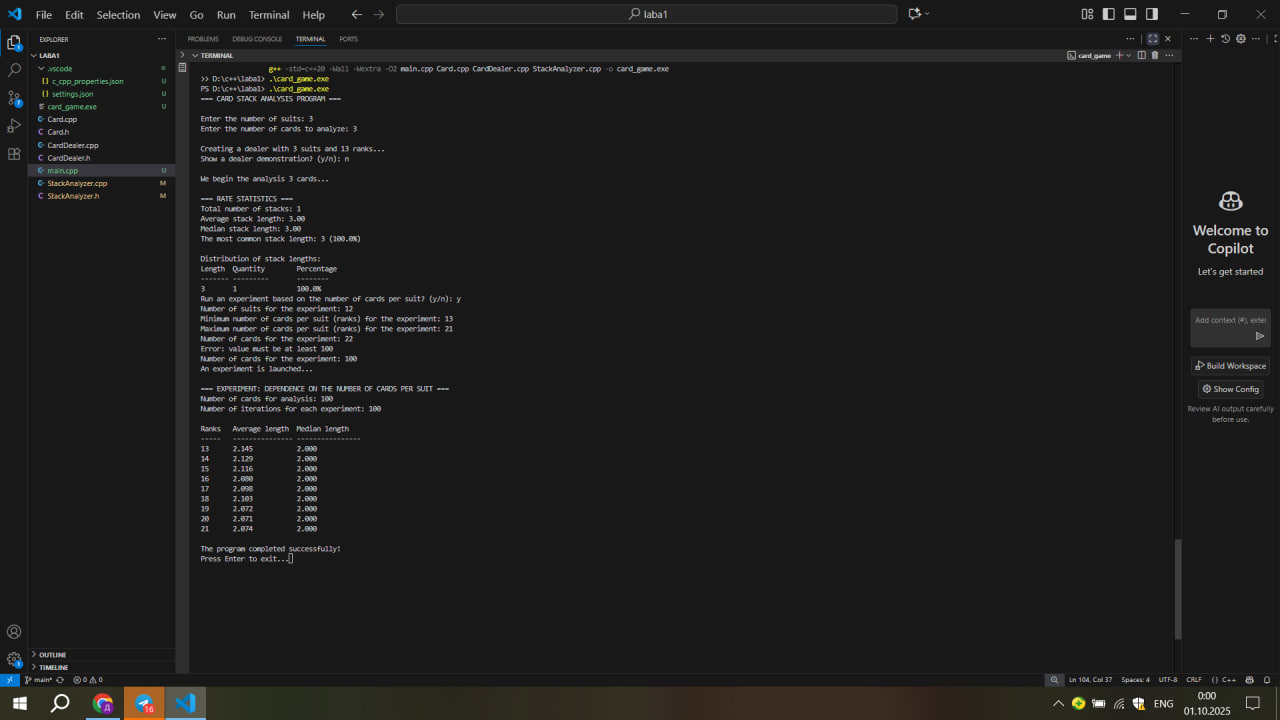 File Edit Selection View Go Run Terminal Help
laba1
EXPLORER
LABA1
.vscode
c_cpp_properties.json U
settings.json U
card_game.exe U
Card.cpp
Card.h
CardDealer.cpp
CardDealer.h
main.cpp U
StackAnalyzer.cpp M
StackAnalyzer.h M
OUTLINE
TIMELINE
PROBLEMS DEBUG CONSOLE TERMINAL PORTS
TERMINAL
card_game
g++ -std=c++20 -Wall -Wextra -O2 main.cpp Card.cpp CardDealer.cpp StackAnalyzer.cpp -o card_game.exe
>> D:\c++\laba1> .\card_game.exe
PS D:\c++\laba1> .\card_game.exe
=== CARD STACK ANALYSIS PROGRAM ===
Enter the number of suits: 3
Enter the number of cards to analyze: 3
Creating a dealer with 3 suits and 13 ranks...
Show a dealer demonstration? (y/n): n
We begin the analysis 3 cards...
=== RATE STATISTICS ===
Total number of stacks: 1
Average stack length: 3.00
Median stack length: 3.00
The most common stack length: 3 (100.0%)
Distribution of stack lengths:
Length Quantity Percentage
------- --------- --------
3 1 100.0%
Run an experiment based on the number of cards per suit? (y/n): y
Number of suits for the experiment: 12
Minimum number of cards per suit (ranks) for the experiment: 13
Maximum number of cards per suit (ranks) for the experiment: 21
Number of cards for the experiment: 22
Error: value must be at least 100
Number of cards for the experiment: 100
An experiment is launched...
=== EXPERIMENT: DEPENDENCE ON THE NUMBER OF CARDS PER SUIT ===
Number of cards for analysis: 100
Number of iterations for each experiment: 100
Ranks Average length Median length
----- --------------- ----------------
13 2.145 2.000
14 2.129 2.000
15 2.116 2.000
16 2.080 2.000
17 2.098 2.000
18 2.103 2.000
19 2.072 2.000
20 2.071 2.000
21 2.074 2.000
The program completed successfully!
Press Enter to exit...
Welcome to
Copilot
Let's get started
Add context (#), exter
Build Workspace
Show Config
Review AI output carefully
before use.
main* 0 0
Ln 104, Col 37 Spaces: 4 UTF-8 CRLF {} C++
16
ENG
0:00
01.10.2025